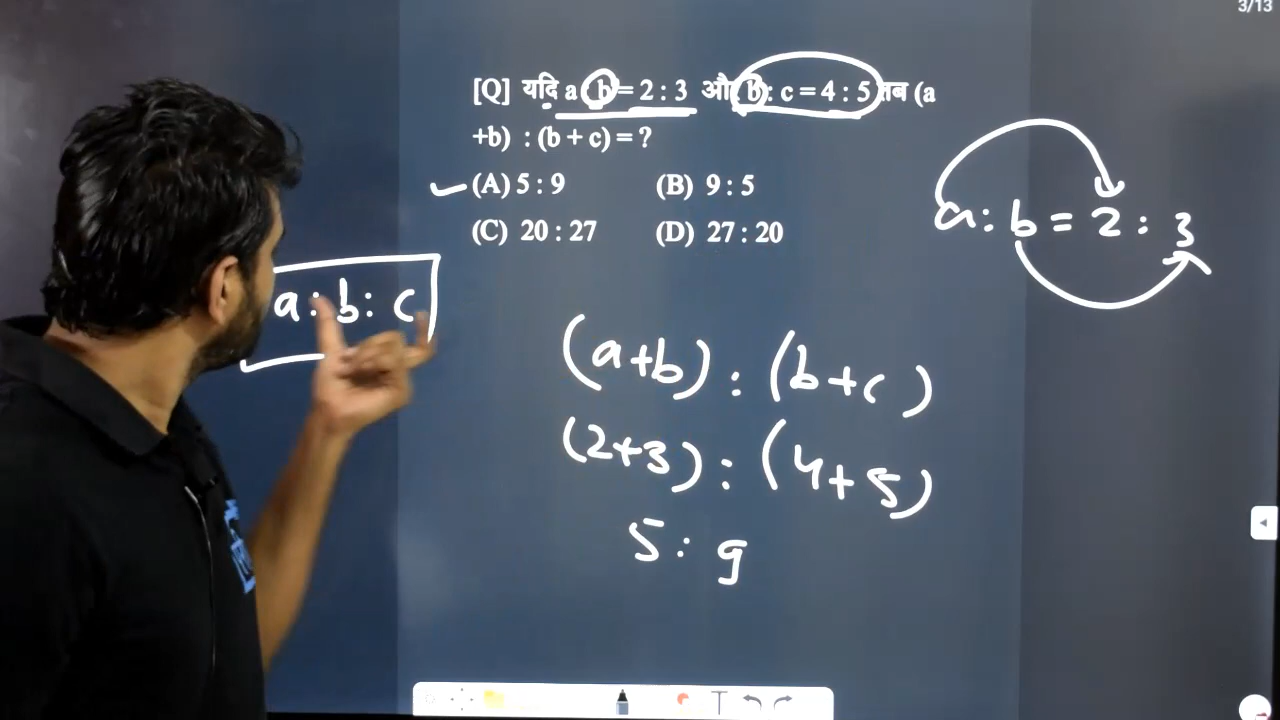 3/13
[Q] यदि a : b = 2 : 3 और b : c = 4 : 5 तब (a
+b) : (b + c) = ?
(A) 5 : 9 (B) 9 : 5
(C) 20 : 27 (D) 27 : 20
a : b = 2 : 3
a : b : c
(a+b) : (b+c)
(2+3) : (4+5)
5 : 9
T